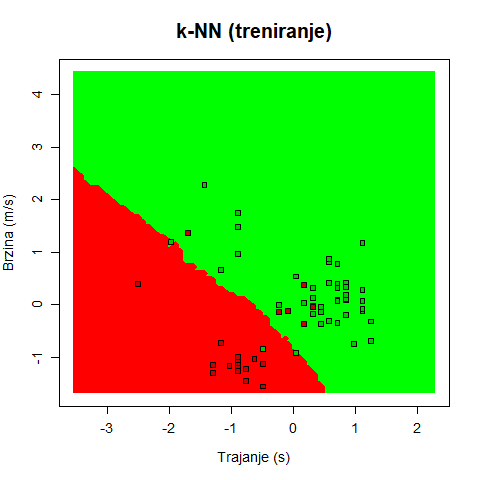 k-NN (treniranje)
4
3
2
1
0
-1
Brzina (m/s)
-3 -2 -1 0 1 2
Trajanje (s)